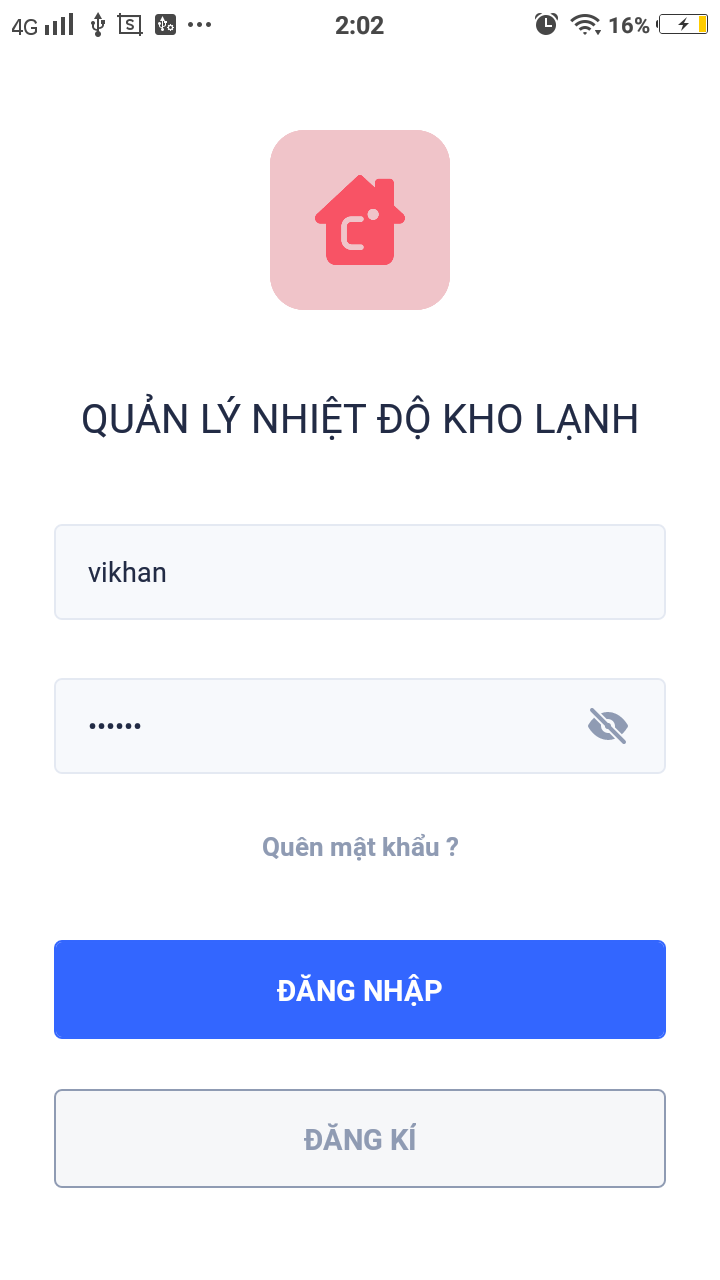 4G 2:02 16%
QUẢN LÝ NHIỆT ĐỘ KHO LẠNH
vikhan
••••••
Quên mật khẩu ?
ĐĂNG NHẬP
ĐĂNG KÍ